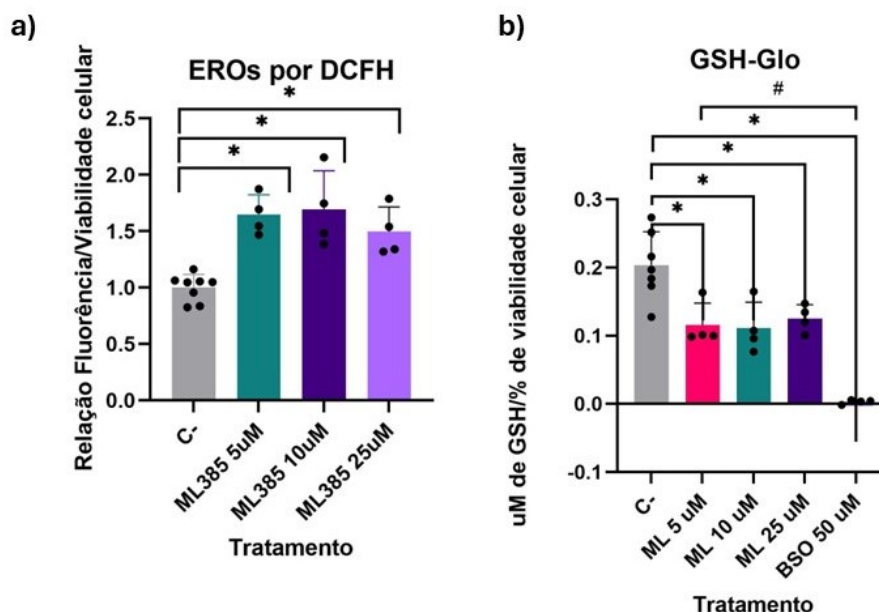 a)
EROs por DCFH
*
*
*
Relação Fluorência/Viabilidade celular
2.5
2.0
1.5
1.0
0.5
0.0
C-
ML385 5uM
ML385 10uM
ML385 25uM
Tratamento
b)
GSH-Glo
#
*
*
*
*
uM de GSH/% de viabilidade celular
0.3
0.2
0.1
0.0
-0.1
C-
ML 5 uM
ML 10 uM
ML 25 uM
BSO 50 uM
Tratamento